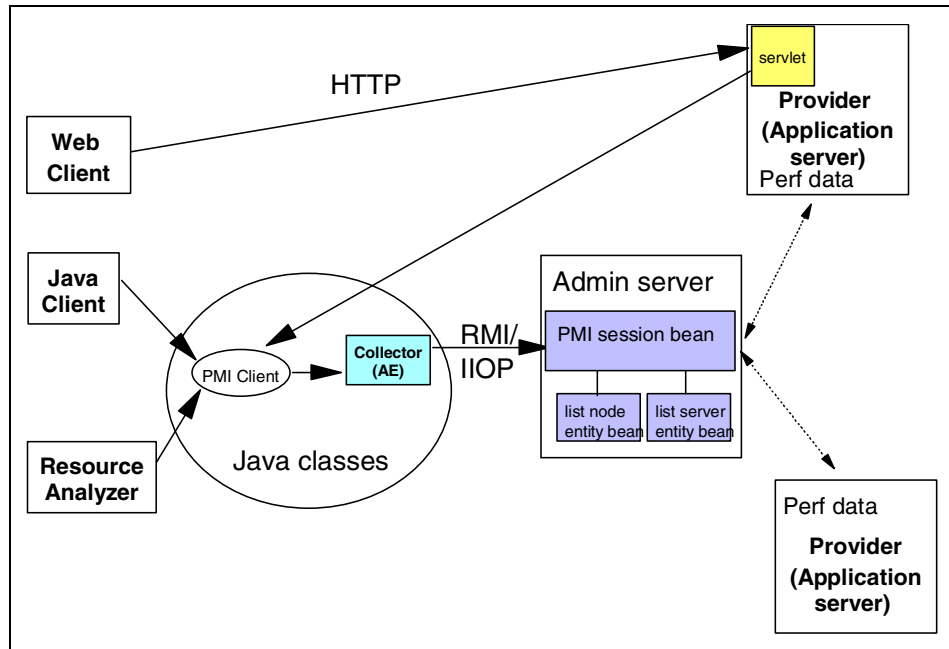 servlet
HTTP
Provider
(Application
server)
Perf data
Web
Client
Java
Client
Admin server
RMI/
IIOP
PMI session bean
Collector
(AE)
PMI Client
list node
entity bean
list server
entity bean
Java classes
Resource
Analyzer
Perf data
Provider
(Application
server)